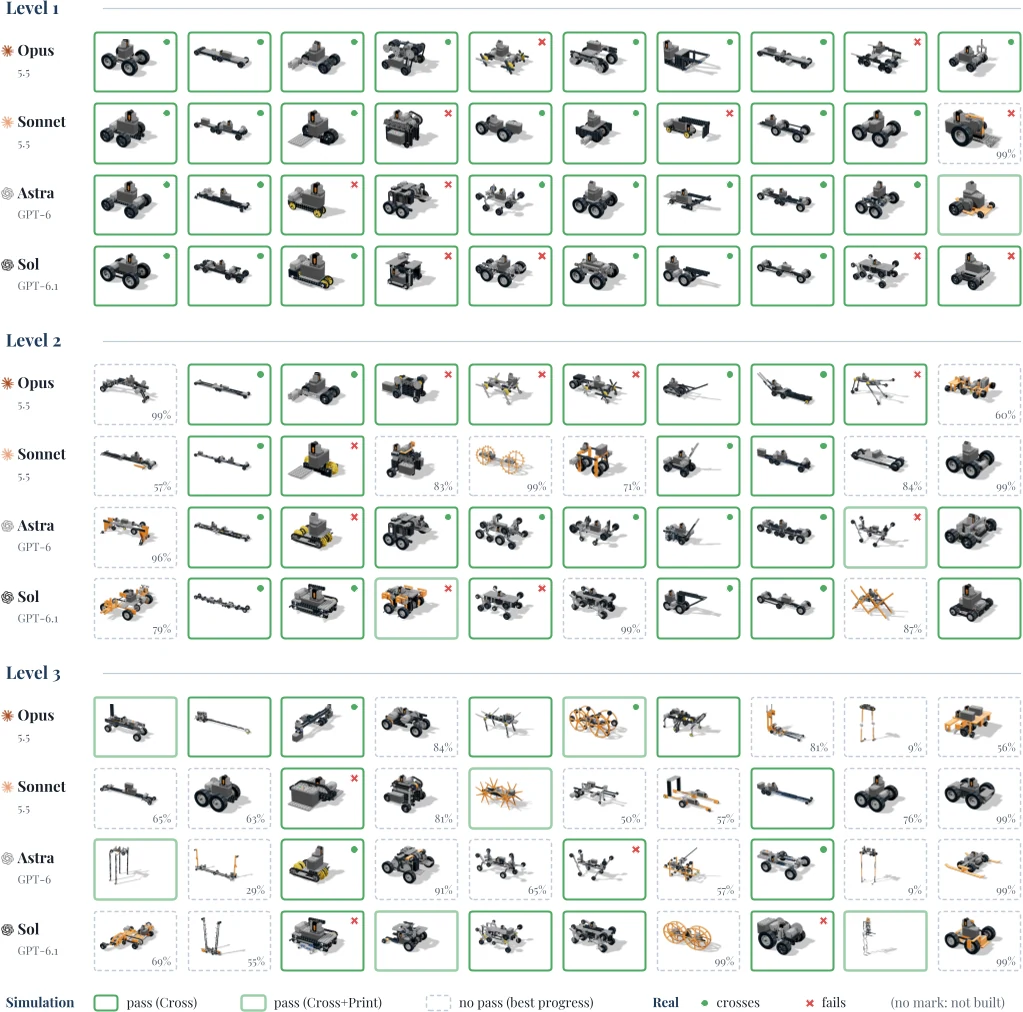 Level 1
Opus
5.5
Sonnet
5.5
99%
Astra
GPT-6
Sol
GPT-6.1
Level 2
Opus
5.5
99%
60%
Sonnet
5.5
57%
83%
99%
71%
84%
99%
Astra
GPT-6
96%
Sol
GPT-6.1
79%
99%
87%
Level 3
Opus
5.5
84%
81%
9%
56%
Sonnet
5.5
65%
63%
81%
50%
57%
76%
99%
Astra
GPT-6
29%
91%
65%
57%
9%
99%
Sol
GPT-6.1
69%
55%
99%
99%
Simulation pass (Cross) pass (Cross+Print) no pass (best progress) Real crosses fails (no mark: not built)